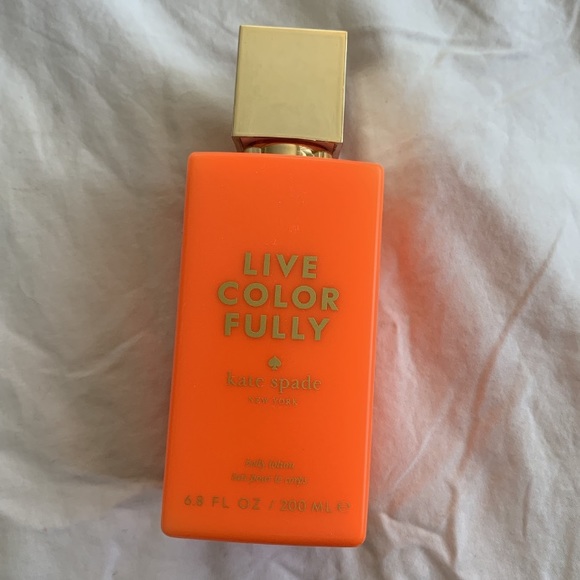 LIVE
COLOR
FULLY
kate spade
NEW YORK
6.8 FL OZ / 200 ML e